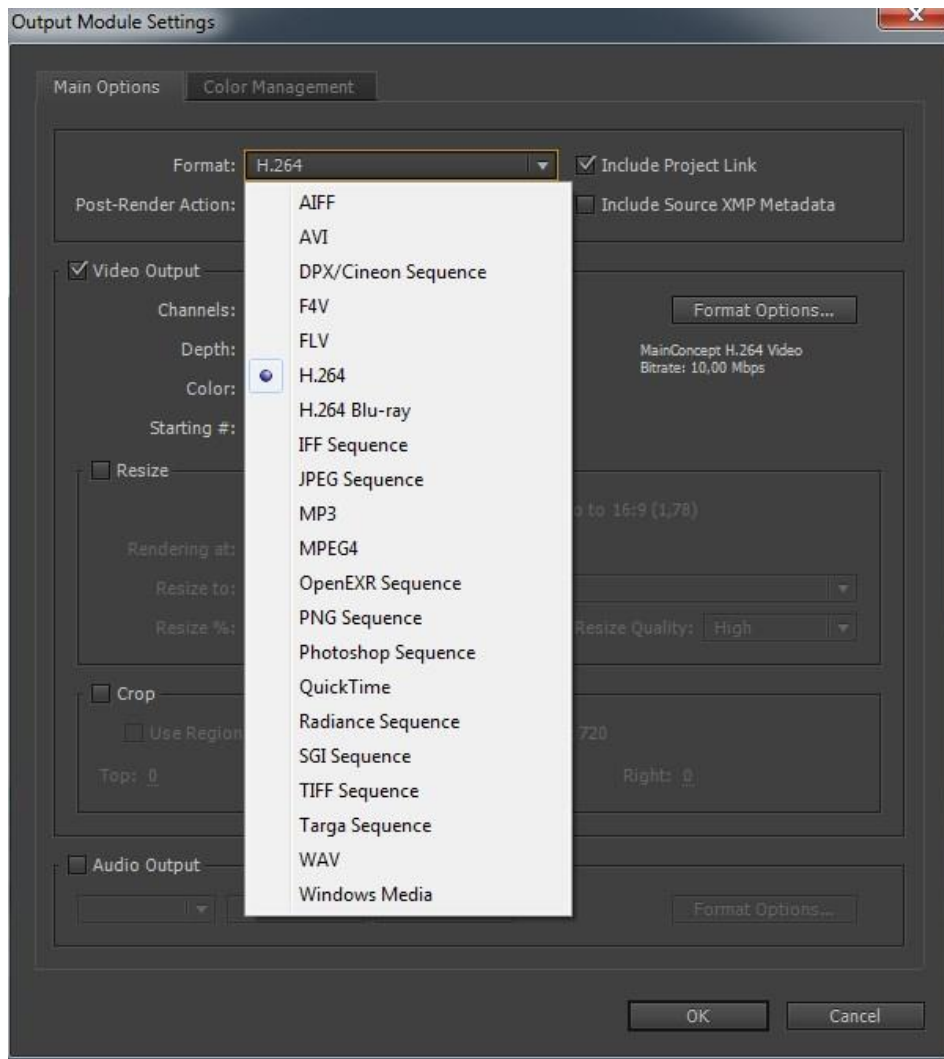 Output Module Settings
Main Options
Color Management
Format:
H.264
Include Project Link
Post-Render Action:
Include Source XMP Metadata
AIFF
AVI
DPX/Cineon Sequence
F4V
FLV
H.264
H.264 Blu-ray
IFF Sequence
JPEG Sequence
MP3
MPEG4
OpenEXR Sequence
PNG Sequence
Photoshop Sequence
QuickTime
Radiance Sequence
SGI Sequence
TIFF Sequence
Targa Sequence
WAV
Windows Media
Video Output
Channels:
Depth:
Color:
Starting #:
Format Options...
MainConcept H.264 Video
Bitrate: 10,00 Mbps
Resize
to 16:9 (1,78)
Rendering at:
Resize to:
Resize %:
Resize Quality: High
Crop
Use Region
720
Top: 0
Right: 0
Audio Output
Format Options...
OK
Cancel